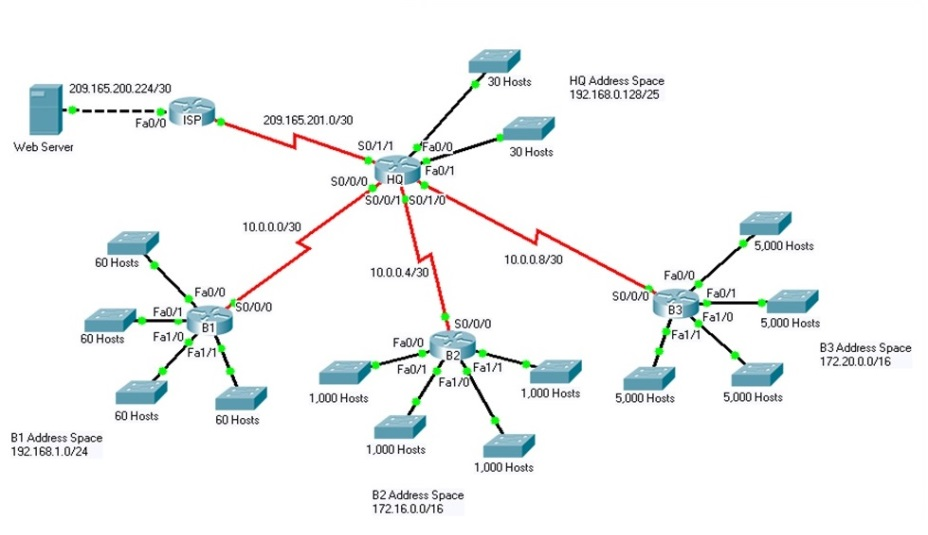 209.165.200.224/30
Fa0/0
ISP
Web Server
209.165.201.0/30
30 Hosts
HQ Address Space
192.168.0.128/25
30 Hosts
S0/1/1
Fa0/0
Fa0/1
HQ
S0/0/0
S0/0/1
S0/1/0
10.0.0.0/30
10.0.0.4/30
10.0.0.8/30
60 Hosts
Fa0/0
S0/0/0
Fa0/1
B1
60 Hosts
Fa1/0
Fa1/1
60 Hosts
60 Hosts
B1 Address Space
192.168.1.0/24
S0/0/0
Fa0/0
B2
Fa0/1
Fa1/1
Fa1/0
1,000 Hosts
1,000 Hosts
1,000 Hosts
1,000 Hosts
B2 Address Space
172.16.0.0/16
5,000 Hosts
Fa0/0
S0/0/0
Fa0/1
B3
Fa1/0
5,000 Hosts
Fa1/1
5,000 Hosts
5,000 Hosts
B3 Address Space
172.20.0.0/16